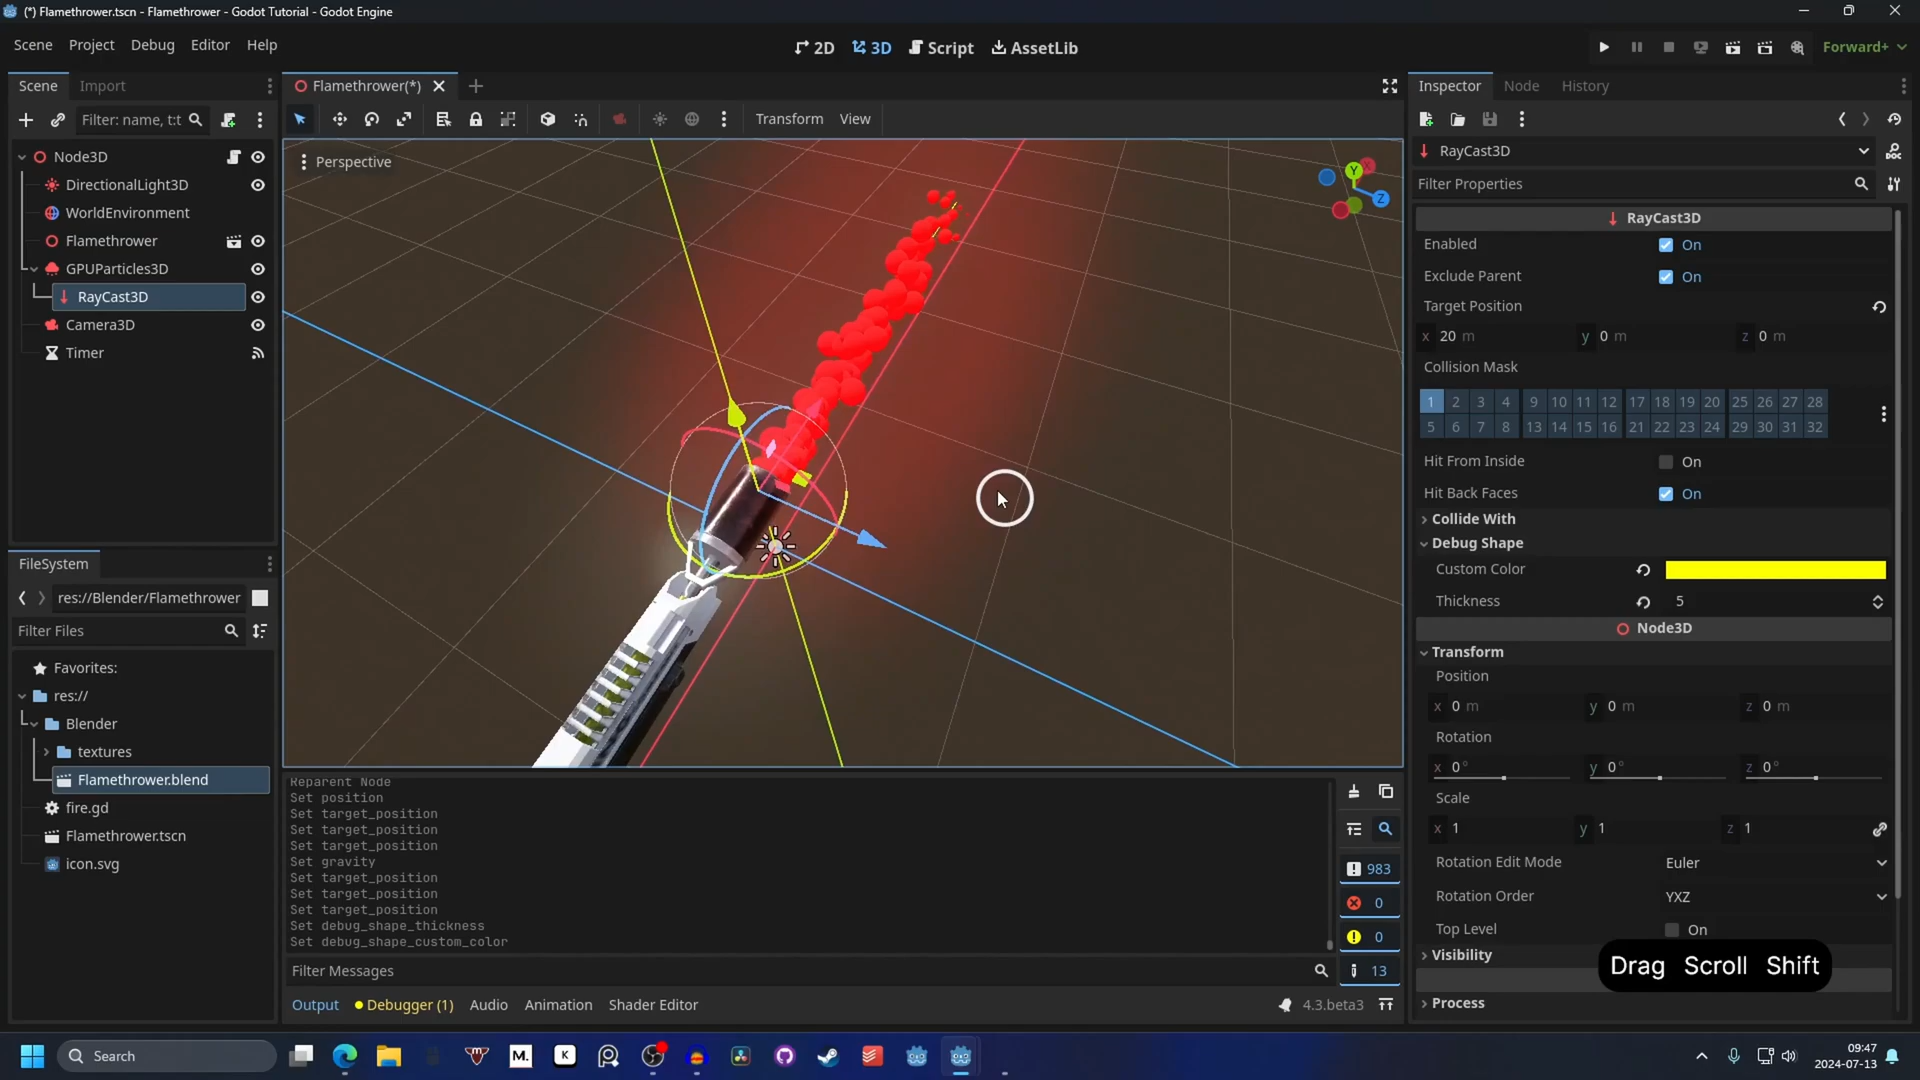 (*) Flamethrower.tscn - Flamethrower - Godot Tutorial - Godot Engine
Scene Project Debug Editor Help
2D 3D Script AssetLib
Forward+
Scene Import
Filter: name, t:t
Node3D
DirectionalLight3D
WorldEnvironment
Flamethrower
GPUParticles3D
RayCast3D
Camera3D
Timer
FileSystem
res://Blender/Flamethrower
Filter Files
Favorites:
res://
Blender
textures
Flamethrower.blend
fire.gd
Flamethrower.tscn
icon.svg
Flamethrower(*)
Transform View
Perspective
Y
X
Z
Reparent Node
Set position
Set target_position
Set target_position
Set target_position
Set gravity
Set target_position
Set target_position
Set target_position
Set debug_shape_thickness
Set debug_shape_custom_color
Filter Messages
983
0
0
13
Output Debugger (1) Audio Animation Shader Editor
4.3.beta3
Inspector Node History
RayCast3D
Filter Properties
RayCast3D
Enabled On
Exclude Parent On
Target Position
x 20 m y 0 m z 0 m
Collision Mask
1 2 3 4 9 10 11 12 17 18 19 20 25 26 27 28
5 6 7 8 13 14 15 16 21 22 23 24 29 30 31 32
Hit From Inside On
Hit Back Faces On
Collide With
Debug Shape
Custom Color
Thickness 5
Node3D
Transform
Position
x 0 m y 0 m z 0 m
Rotation
x 0° y 0° z 0°
Scale
x 1 y 1 z 1
Rotation Edit Mode Euler
Rotation Order YXZ
Top Level On
Visibility
Process
Drag Scroll Shift
Search
M.
K
09:47
2024-07-13